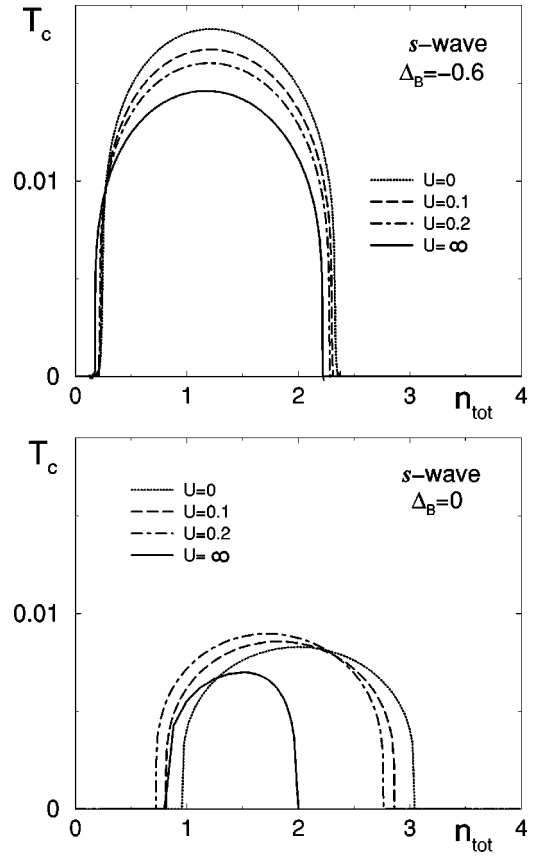 T_c
s-wave
Δ_B=−0.6
0.01
U=0
U=0.1
U=0.2
U=∞
0
0 1 2 3 4
n_tot
T_c
s-wave
Δ_B=0
U=0
U=0.1
U=0.2
U=∞
0.01
0
0 1 2 3 4
n_tot